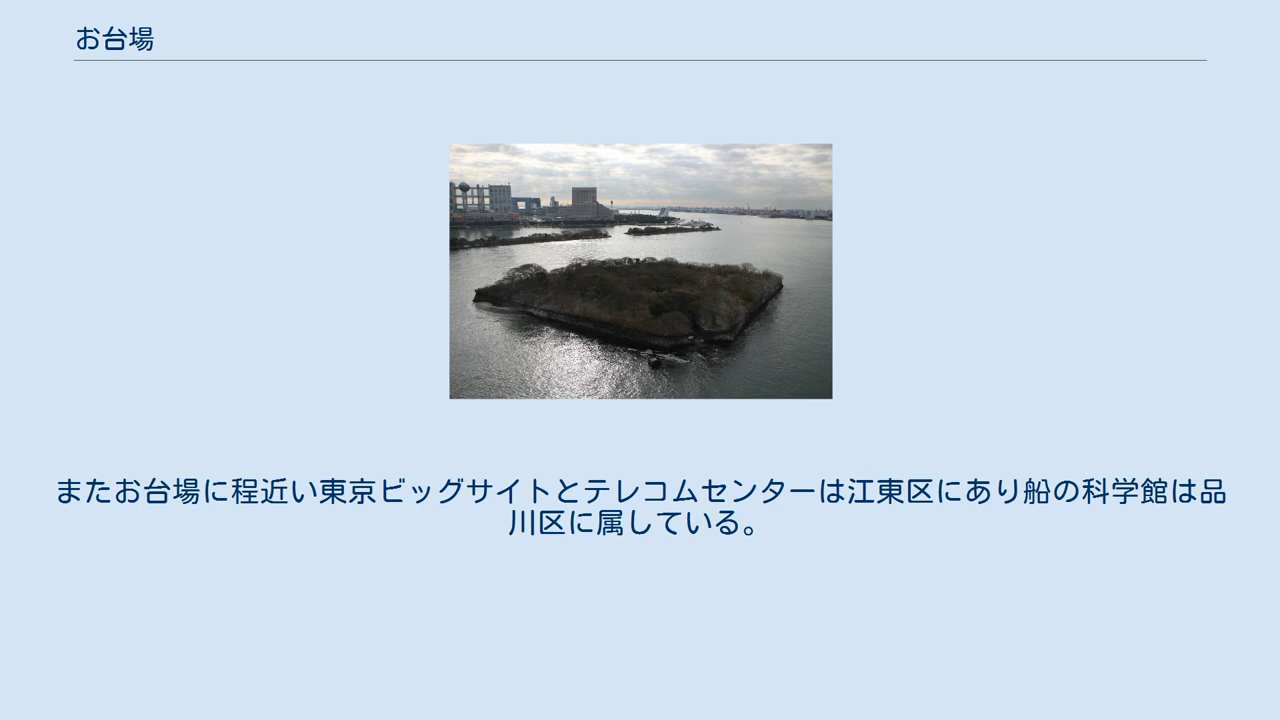 お台場
またお台場に程近い東京ビッグサイトとテレコムセンターは江東区にあり船の科学館は品
川区に属している。